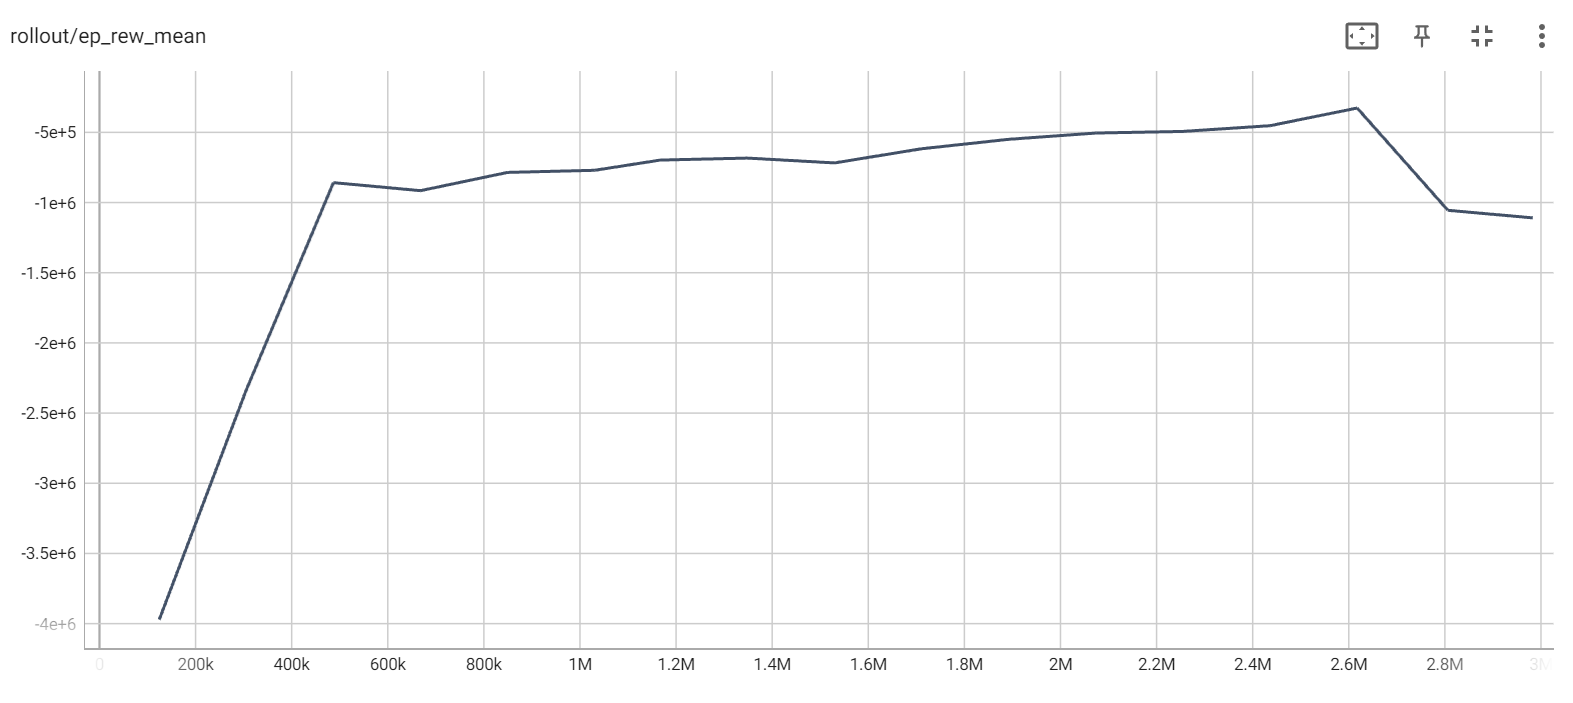 rollout/ep_rew_mean
-5e+5
-1e+6
-1.5e+6
-2e+6
-2.5e+6
-3e+6
-3.5e+6
-4e+6
0 200k 400k 600k 800k 1M 1.2M 1.4M 1.6M 1.8M 2M 2.2M 2.4M 2.6M 2.8M 3M